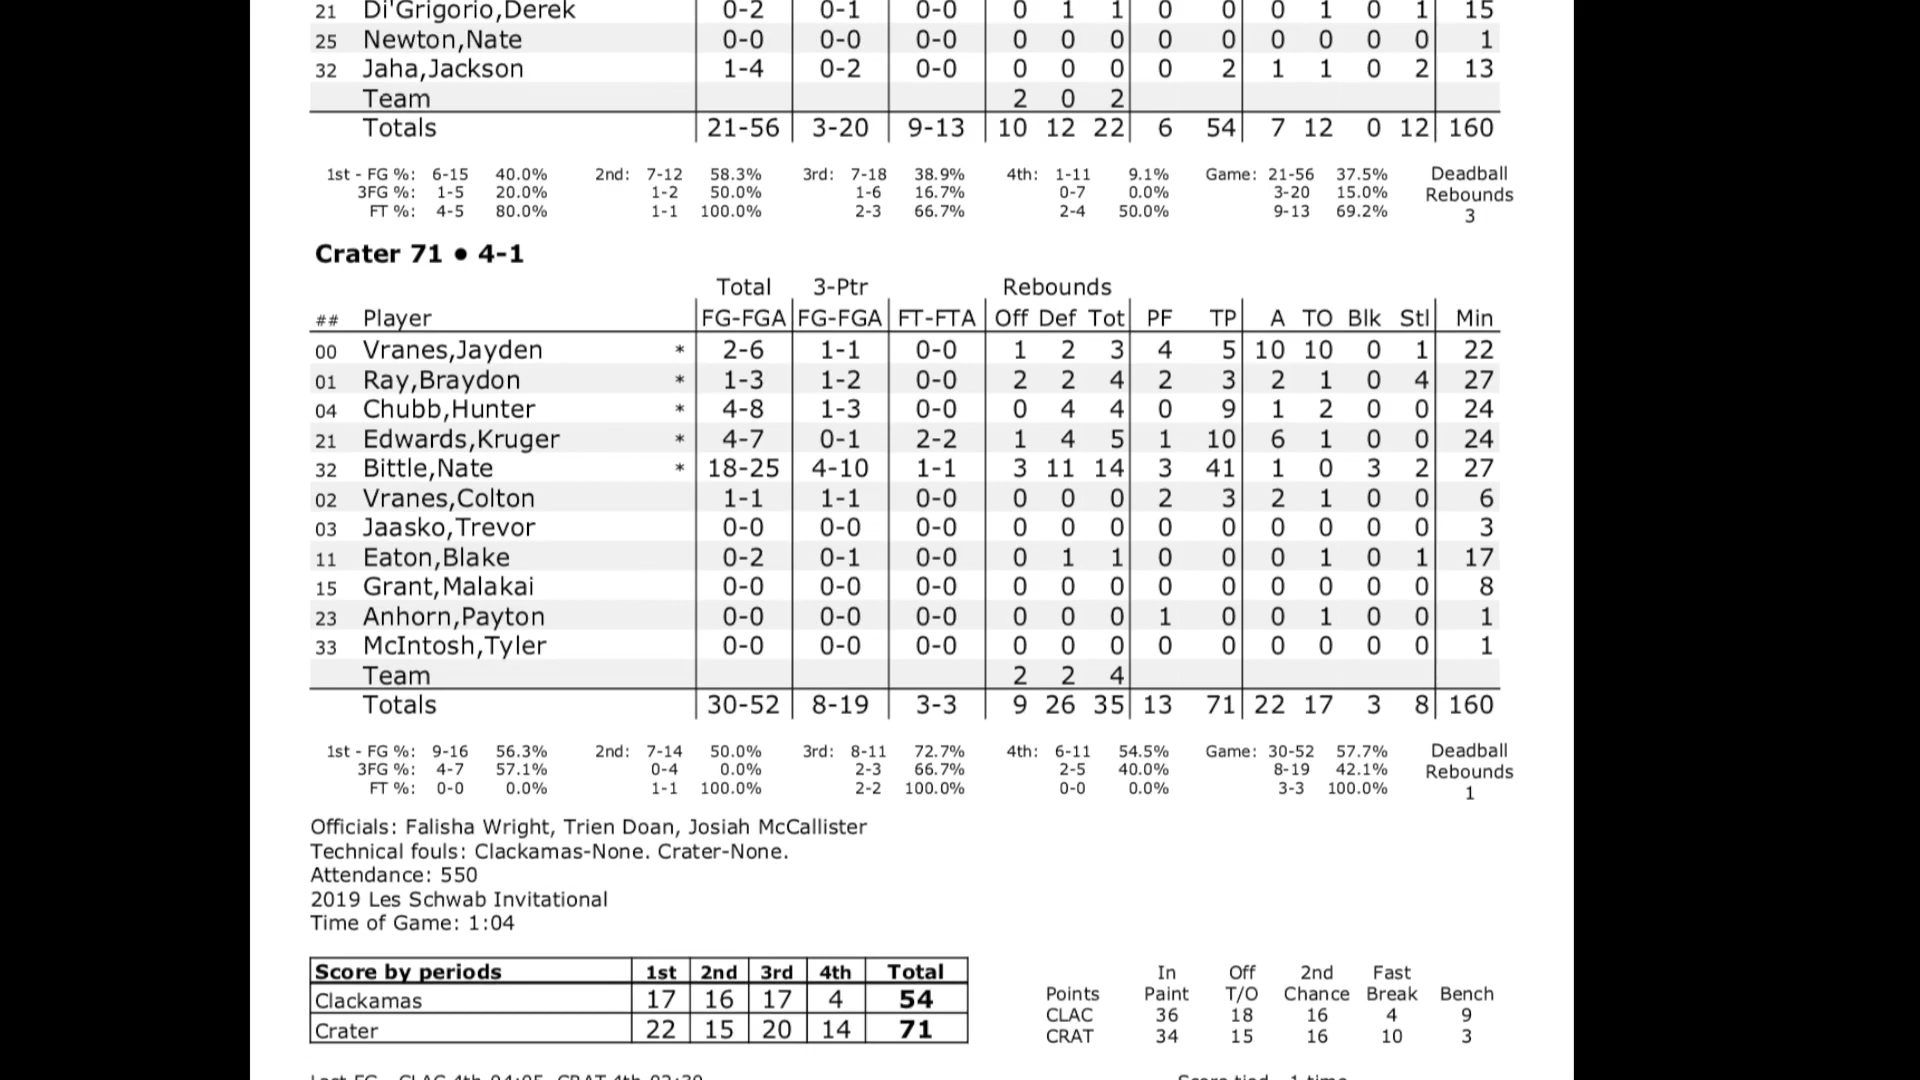 21 Di'Grigorio,Derek 0-2 0-1 0-0 0 1 1 0 0 0 1 0 1 15
25 Newton,Nate 0-0 0-0 0-0 0 0 0 0 0 0 0 0 0 1
32 Jaha,Jackson 1-4 0-2 0-0 0 0 0 0 2 1 1 0 2 13
Team 2 0 2
Totals 21-56 3-20 9-13 10 12 22 6 54 7 12 0 12 160
1st - FG %: 6-15 40.0% 2nd: 7-12 58.3% 3rd: 7-18 38.9% 4th: 1-11 9.1% Game: 21-56 37.5% Deadball
3FG %: 1-5 20.0% 1-2 50.0% 1-6 16.7% 0-7 0.0% 3-20 15.0% Rebounds
FT %: 4-5 80.0% 1-1 100.0% 2-3 66.7% 2-4 50.0% 9-13 69.2% 3
Crater 71 ● 4-1
Total 3-Ptr Rebounds
## Player FG-FGA FG-FGA FT-FTA Off Def Tot PF TP A TO Blk Stl Min
00 Vranes,Jayden * 2-6 1-1 0-0 1 2 3 4 5 10 10 0 1 22
01 Ray,Braydon * 1-3 1-2 0-0 2 2 4 2 3 2 1 0 4 27
04 Chubb,Hunter * 4-8 1-3 0-0 0 4 4 0 9 1 2 0 0 24
21 Edwards,Kruger * 4-7 0-1 2-2 1 4 5 1 10 6 1 0 0 24
32 Bittle,Nate * 18-25 4-10 1-1 3 11 14 3 41 1 0 3 2 27
02 Vranes,Colton 1-1 1-1 0-0 0 0 0 2 3 2 1 0 0 6
03 Jaasko,Trevor 0-0 0-0 0-0 0 0 0 0 0 0 0 0 0 3
11 Eaton,Blake 0-2 0-1 0-0 0 1 1 0 0 0 1 0 1 17
15 Grant,Malakai 0-0 0-0 0-0 0 0 0 0 0 0 0 0 0 8
23 Anhorn,Payton 0-0 0-0 0-0 0 0 0 1 0 0 1 0 0 1
33 McIntosh,Tyler 0-0 0-0 0-0 0 0 0 0 0 0 0 0 0 1
Team 2 2 4
Totals 30-52 8-19 3-3 9 26 35 13 71 22 17 3 8 160
1st - FG %: 9-16 56.3% 2nd: 7-14 50.0% 3rd: 8-11 72.7% 4th: 6-11 54.5% Game: 30-52 57.7% Deadball
3FG %: 4-7 57.1% 0-4 0.0% 2-3 66.7% 2-5 40.0% 8-19 42.1% Rebounds
FT %: 0-0 0.0% 1-1 100.0% 2-2 100.0% 0-0 0.0% 3-3 100.0% 1
Officials: Falisha Wright, Trien Doan, Josiah McCallister
Technical fouls: Clackamas-None. Crater-None.
Attendance: 550
2019 Les Schwab Invitational
Time of Game: 1:04
Score by periods 1st 2nd 3rd 4th Total
Clackamas 17 16 17 4 54
Crater 22 15 20 14 71
In Off 2nd Fast
Points Paint T/O Chance Break Bench
CLAC 36 18 16 4 9
CRAT 34 15 16 10 3